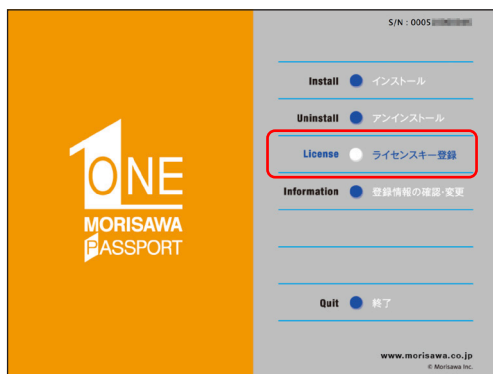 S/N : 0005
Install インストール
Uninstall アンインストール
License ライセンスキー登録
Information 登録情報の確認・変更
Quit 終了
1 ONE
MORISAWA
PASSPORT
www.morisawa.co.jp
© Morisawa Inc.